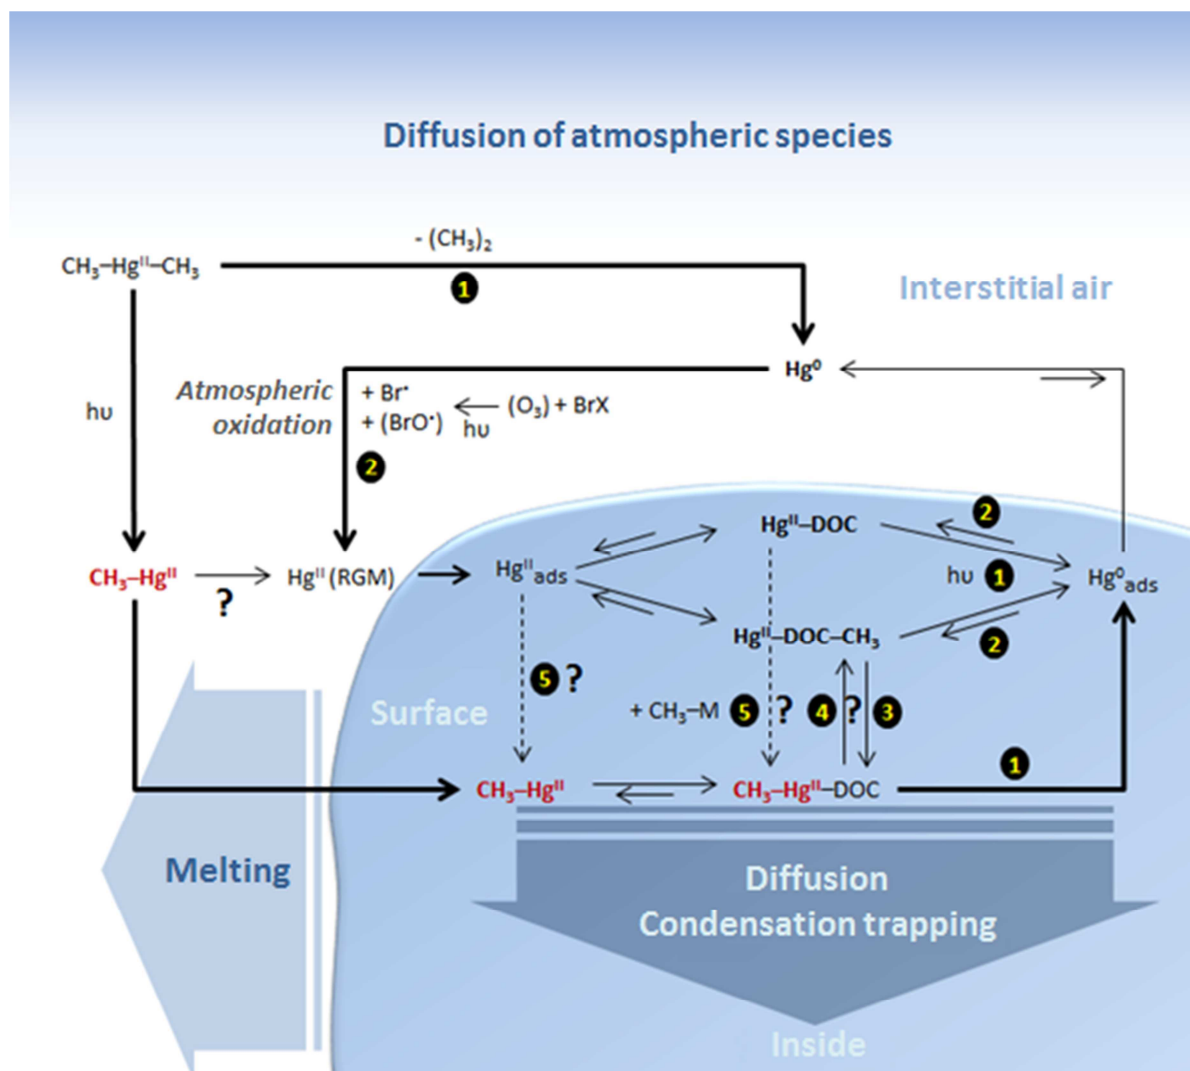 Diffusion of atmospheric species
- (CH₃)₂
CH₃–Hgᴵᴵ–CH₃
1
Interstitial air
Hg⁰
Atmospheric
oxidation
+ Br•
+ (BrO•)
(O₃) + BrX
hυ
hυ
2
Hgᴵᴵ–DOC
2
CH₃–Hgᴵᴵ
?
Hgᴵᴵ (RGM)
Hgᴵᴵads
hυ 1
Hg⁰ads
Hgᴵᴵ–DOC–CH₃
2
5 ?
Surface
+ CH₃–M 5 ? 4 ? 3
1
CH₃–Hgᴵᴵ
CH₃–Hgᴵᴵ–DOC
Melting
Diffusion
Condensation trapping
Inside